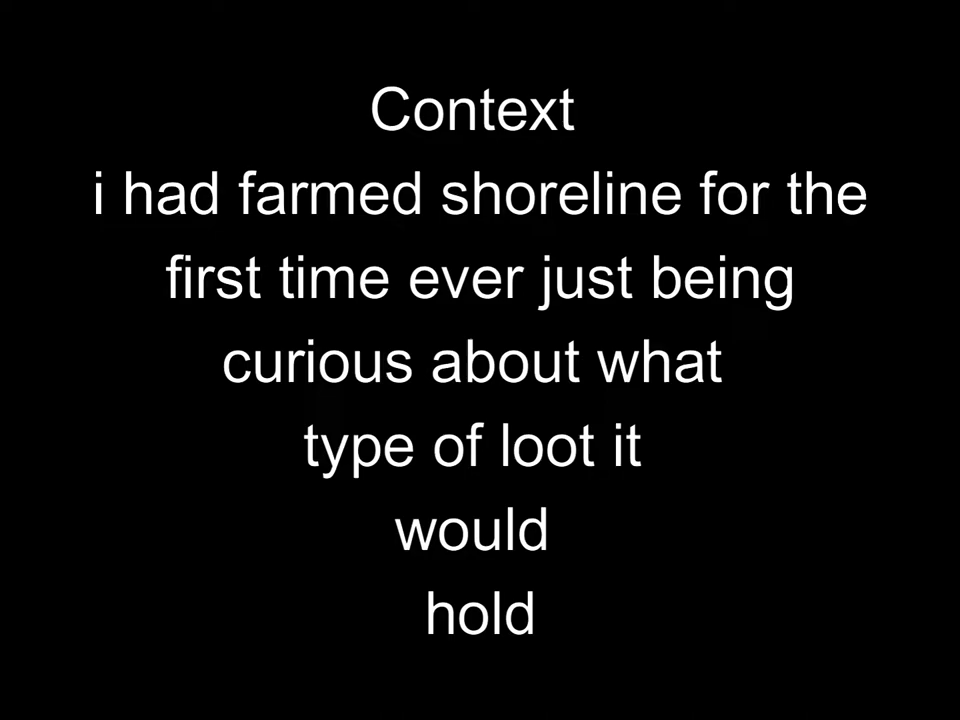 Context
i had farmed shoreline for the
first time ever just being
curious about what
type of loot it
would
hold